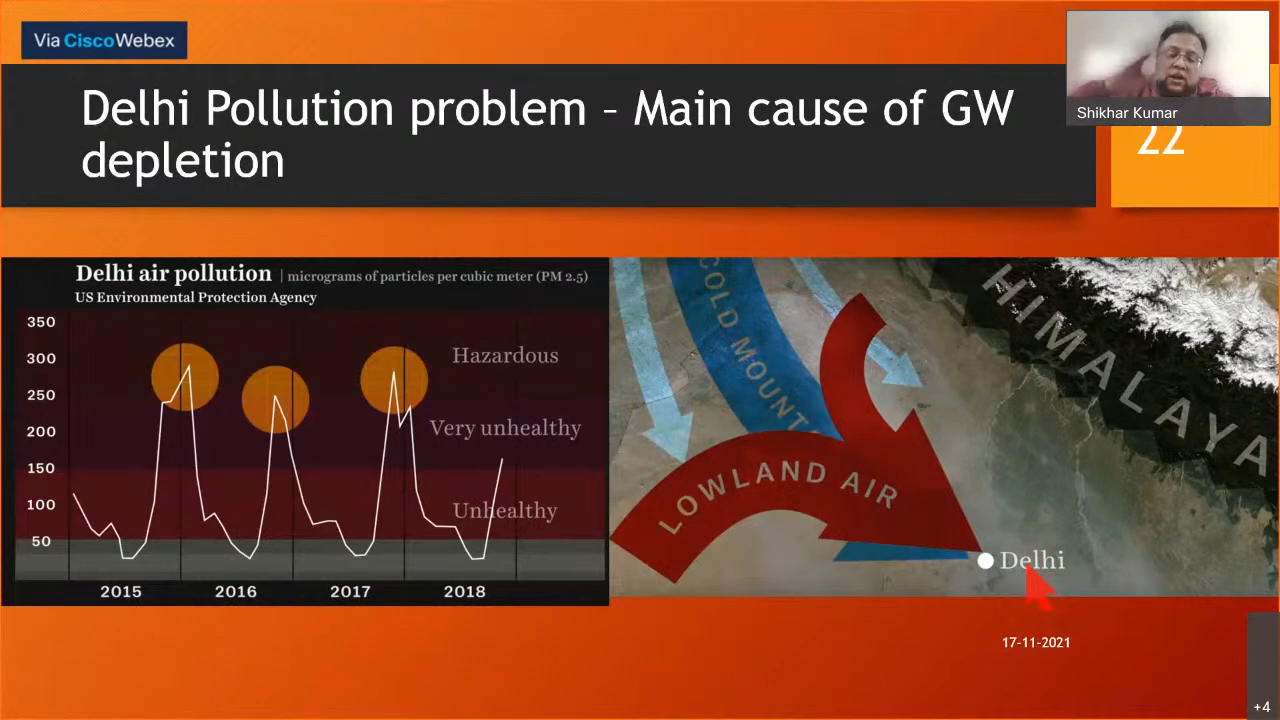 Via Cisco Webex
Shikhar Kumar
Delhi Pollution problem – Main cause of GW
depletion
22
Delhi air pollution | micrograms of particles per cubic meter (PM 2.5)
US Environmental Protection Agency
350
300
250
200
150
100
50
Hazardous
Very unhealthy
Unhealthy
2015 2016 2017 2018
COLD MOUNT
LOWLAND AIR
HIMALAYA
Delhi
17-11-2021
+4